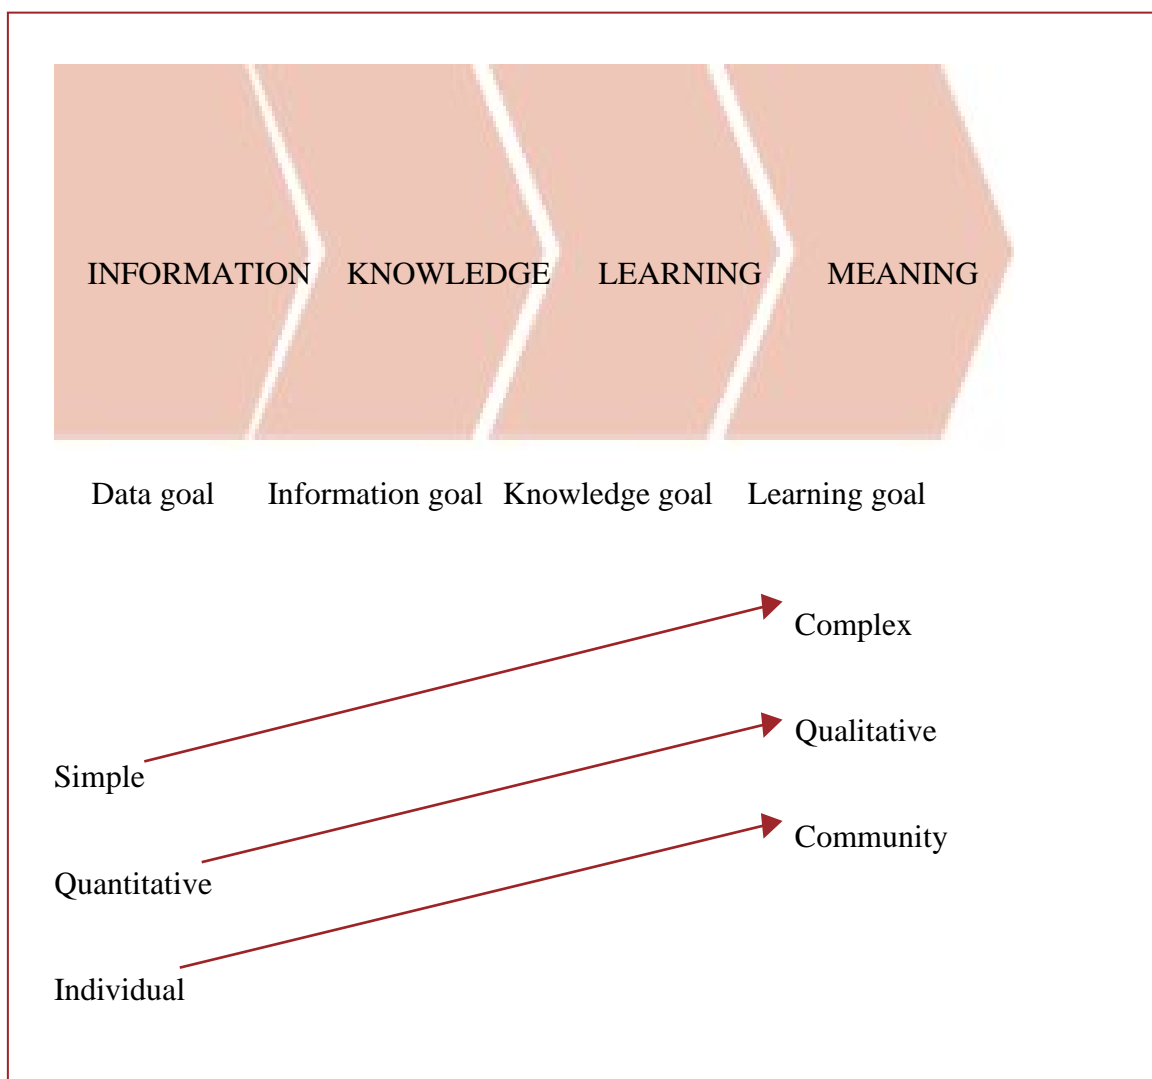 INFORMATION KNOWLEDGE LEARNING MEANING
Data goal Information goal Knowledge goal Learning goal
Complex
Qualitative
Simple
Community
Quantitative
Individual